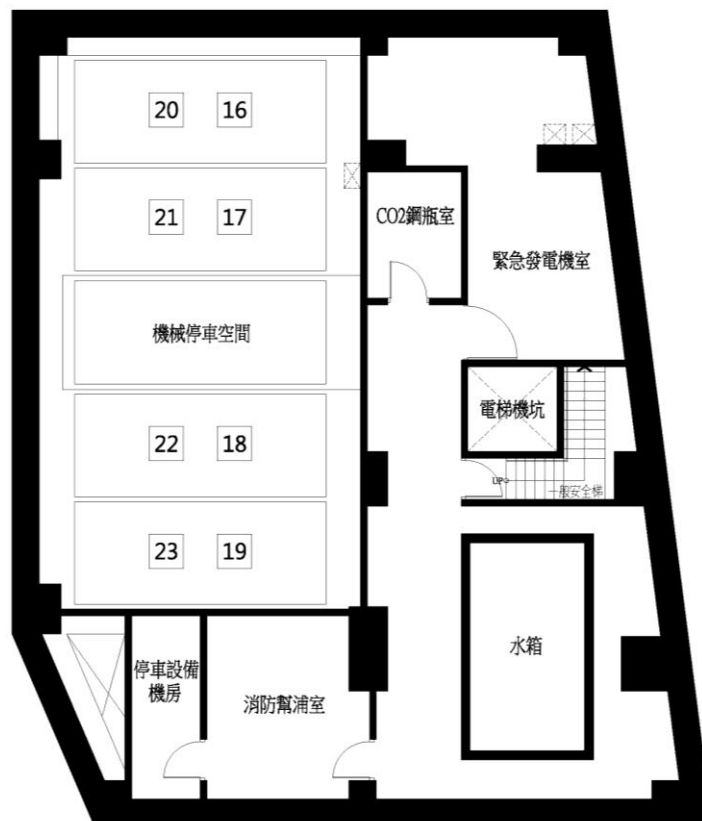 20 16
21 17
CO2鋼瓶室
緊急發電機室
機械停車空間
電梯機坑
22 18
UP
一般安全梯
23 19
水箱
停車設備
機房
消防幫浦室